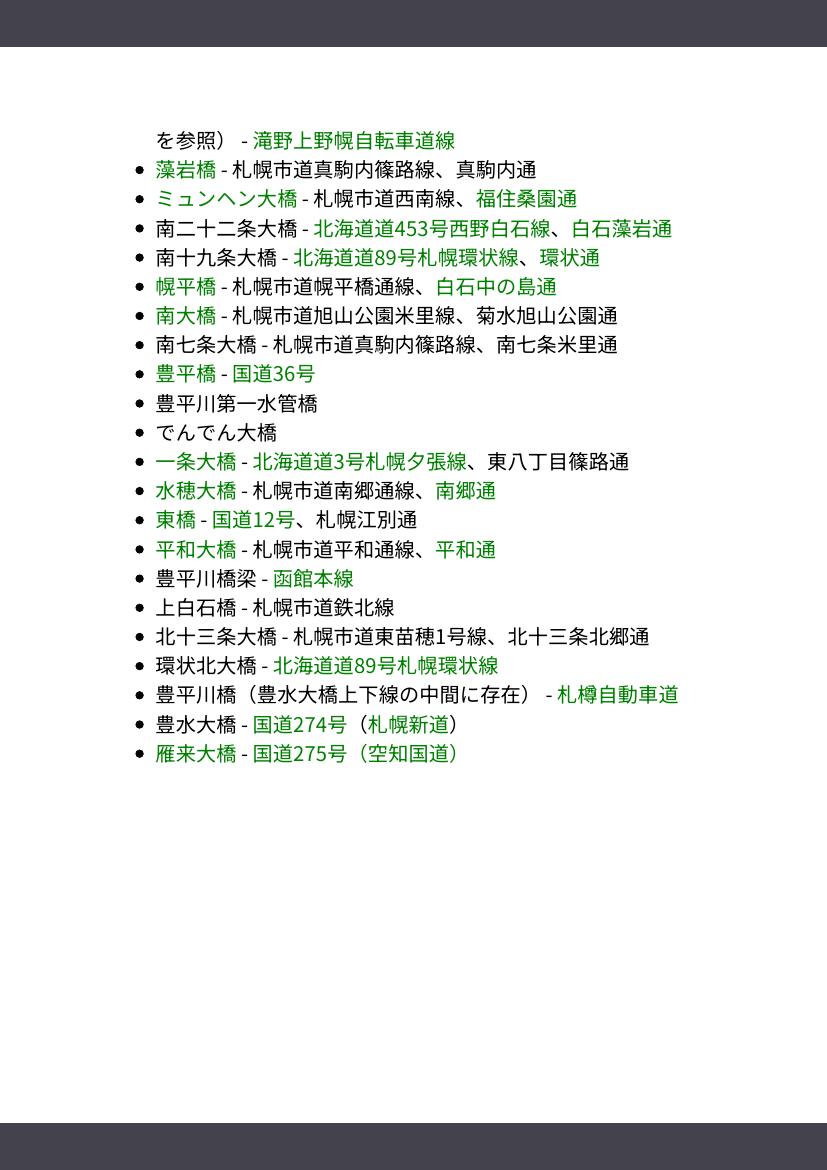 を参照） - 滝野上野幌自転車道線
• 藻岩橋 - 札幌市道真駒内篠路線、真駒内通
• ミュンヘン大橋 - 札幌市道西南線、福住桑園通
• 南二十二条大橋 - 北海道道453号西野白石線、白石藻岩通
• 南十九条大橋 - 北海道道89号札幌環状線、環状通
• 幌平橋 - 札幌市道幌平橋通線、白石中の島通
• 南大橋 - 札幌市道旭山公園米里線、菊水旭山公園通
• 南七条大橋 - 札幌市道真駒内篠路線、南七条米里通
• 豊平橋 - 国道36号
• 豊平川第一水管橋
• でんでん大橋
• 一条大橋 - 北海道道3号札幌夕張線、東八丁目篠路通
• 水穂大橋 - 札幌市道南郷通線、南郷通
• 東橋 - 国道12号、札幌江別通
• 平和大橋 - 札幌市道平和通線、平和通
• 豊平川橋梁 - 函館本線
• 上白石橋 - 札幌市道鉄北線
• 北十三条大橋 - 札幌市道東苗穂1号線、北十三条北郷通
• 環状北大橋 - 北海道道89号札幌環状線
• 豊平川橋（豊水大橋上下線の中間に存在） - 札樽自動車道
• 豊水大橋 - 国道274号（札幌新道）
• 雁来大橋 - 国道275号（空知国道）